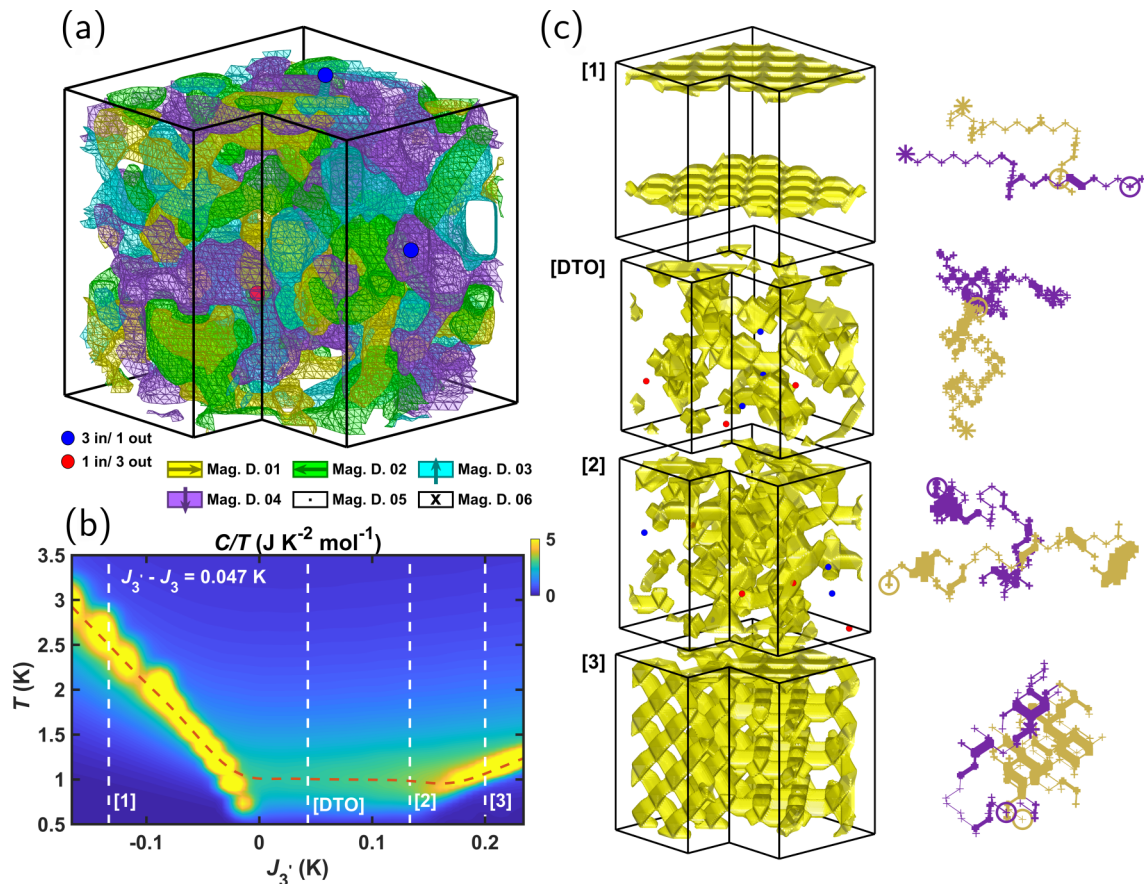 (a)
3 in/ 1 out
1 in/ 3 out
Mag. D. 01
Mag. D. 02
Mag. D. 03
Mag. D. 04
Mag. D. 05
Mag. D. 06
(b)
C/T (J K⁻² mol⁻¹)
5
0
J₃' - J₃ = 0.047 K
3.5
3
2.5
2
1.5
1
0.5
T (K)
[1]
[DTO]
[2]
[3]
-0.1
0
0.1
0.2
J₃' (K)
(c)
[1]
[DTO]
[2]
[3]